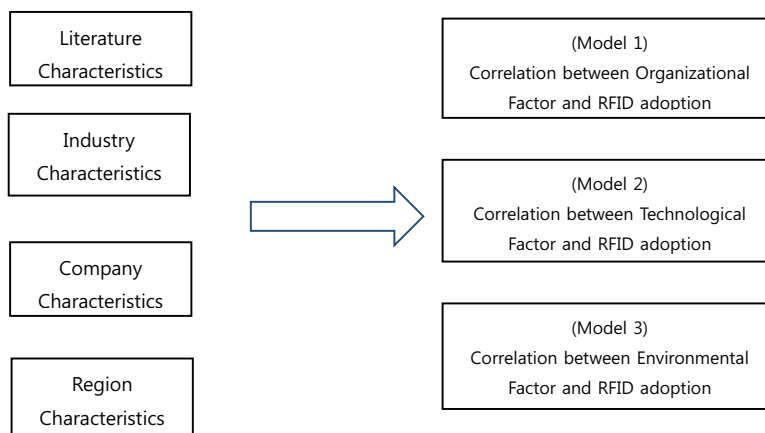 Literature
Characteristics
Industry
Characteristics
Company
Characteristics
Region
Characteristics
(Model 1)
Correlation between Organizational
Factor and RFID adoption
(Model 2)
Correlation between Technological
Factor and RFID adoption
(Model 3)
Correlation between Environmental
Factor and RFID adoption